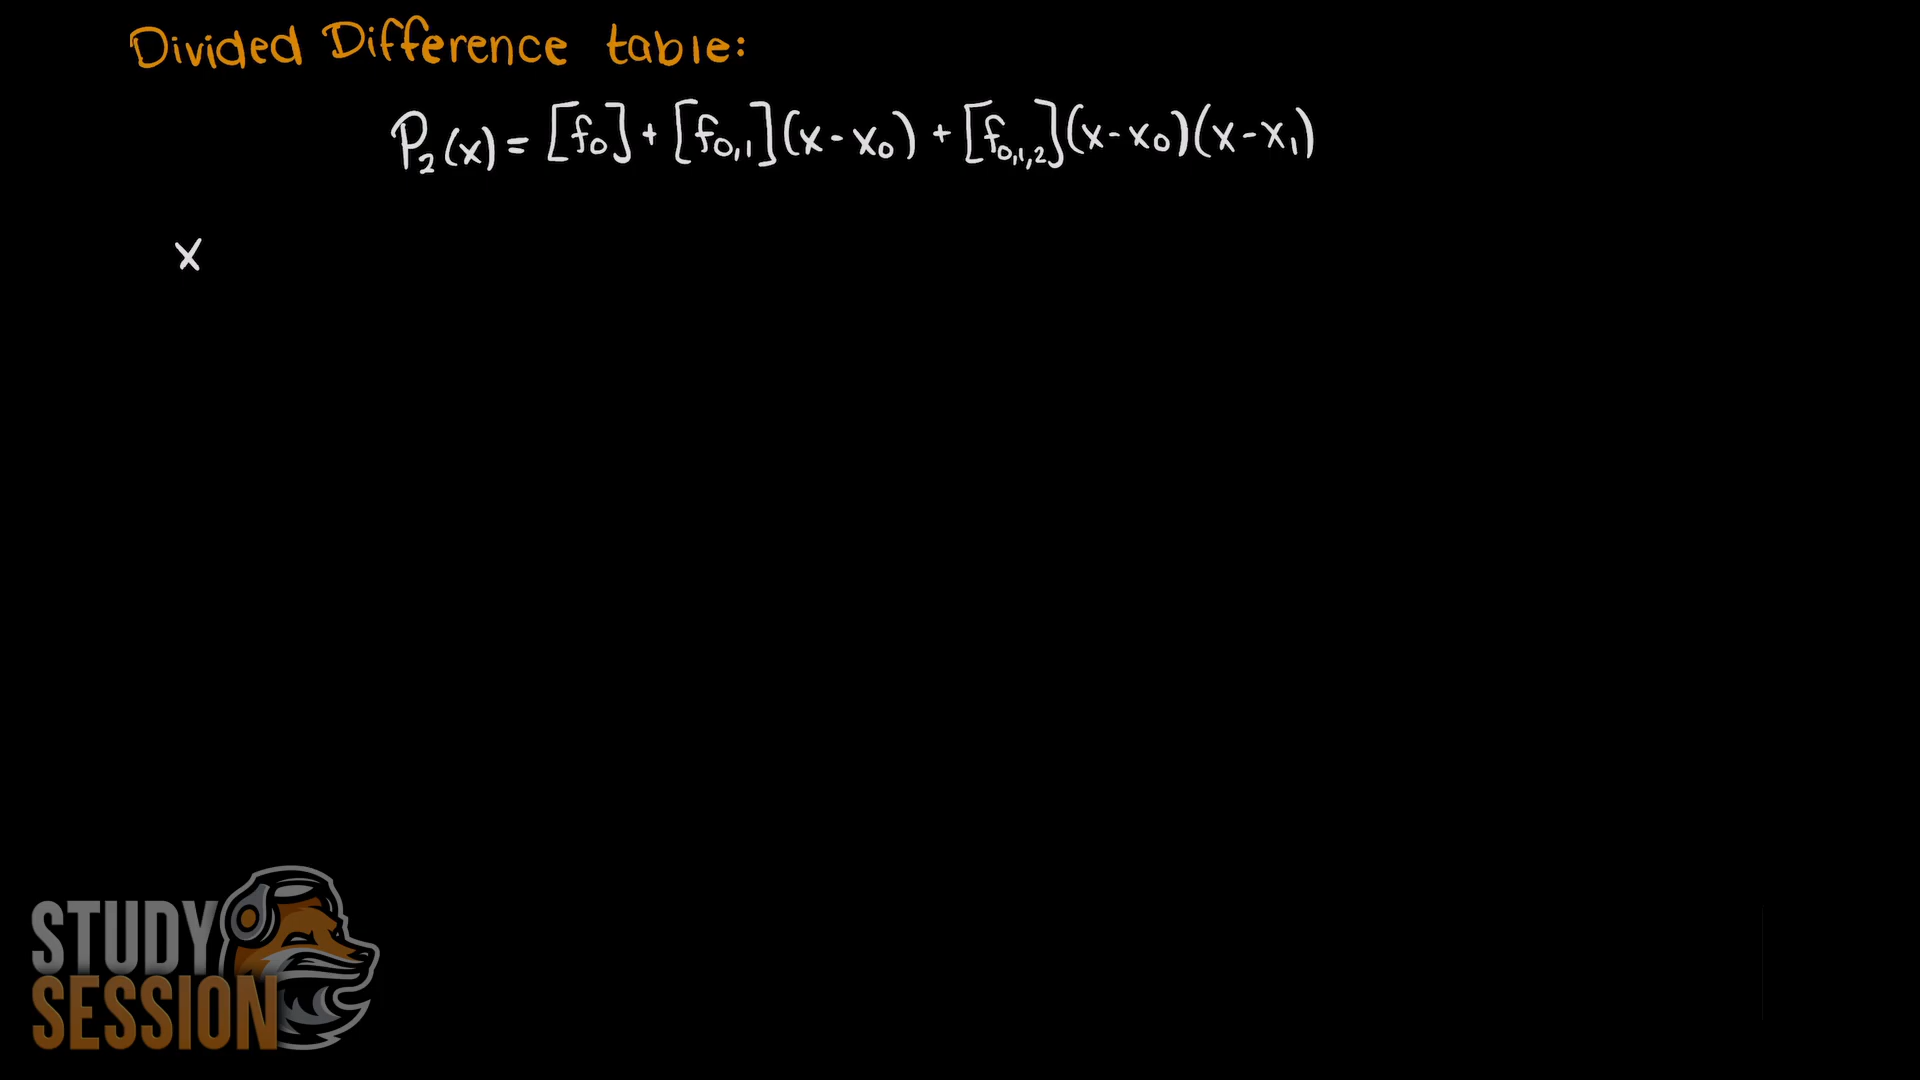 Divided Difference table:
P₂(x) = [f₀] + [f₀,₁](x - x₀) + [f₀,₁,₂](x - x₀)(x - x₁)
x
STUDY
SESSION